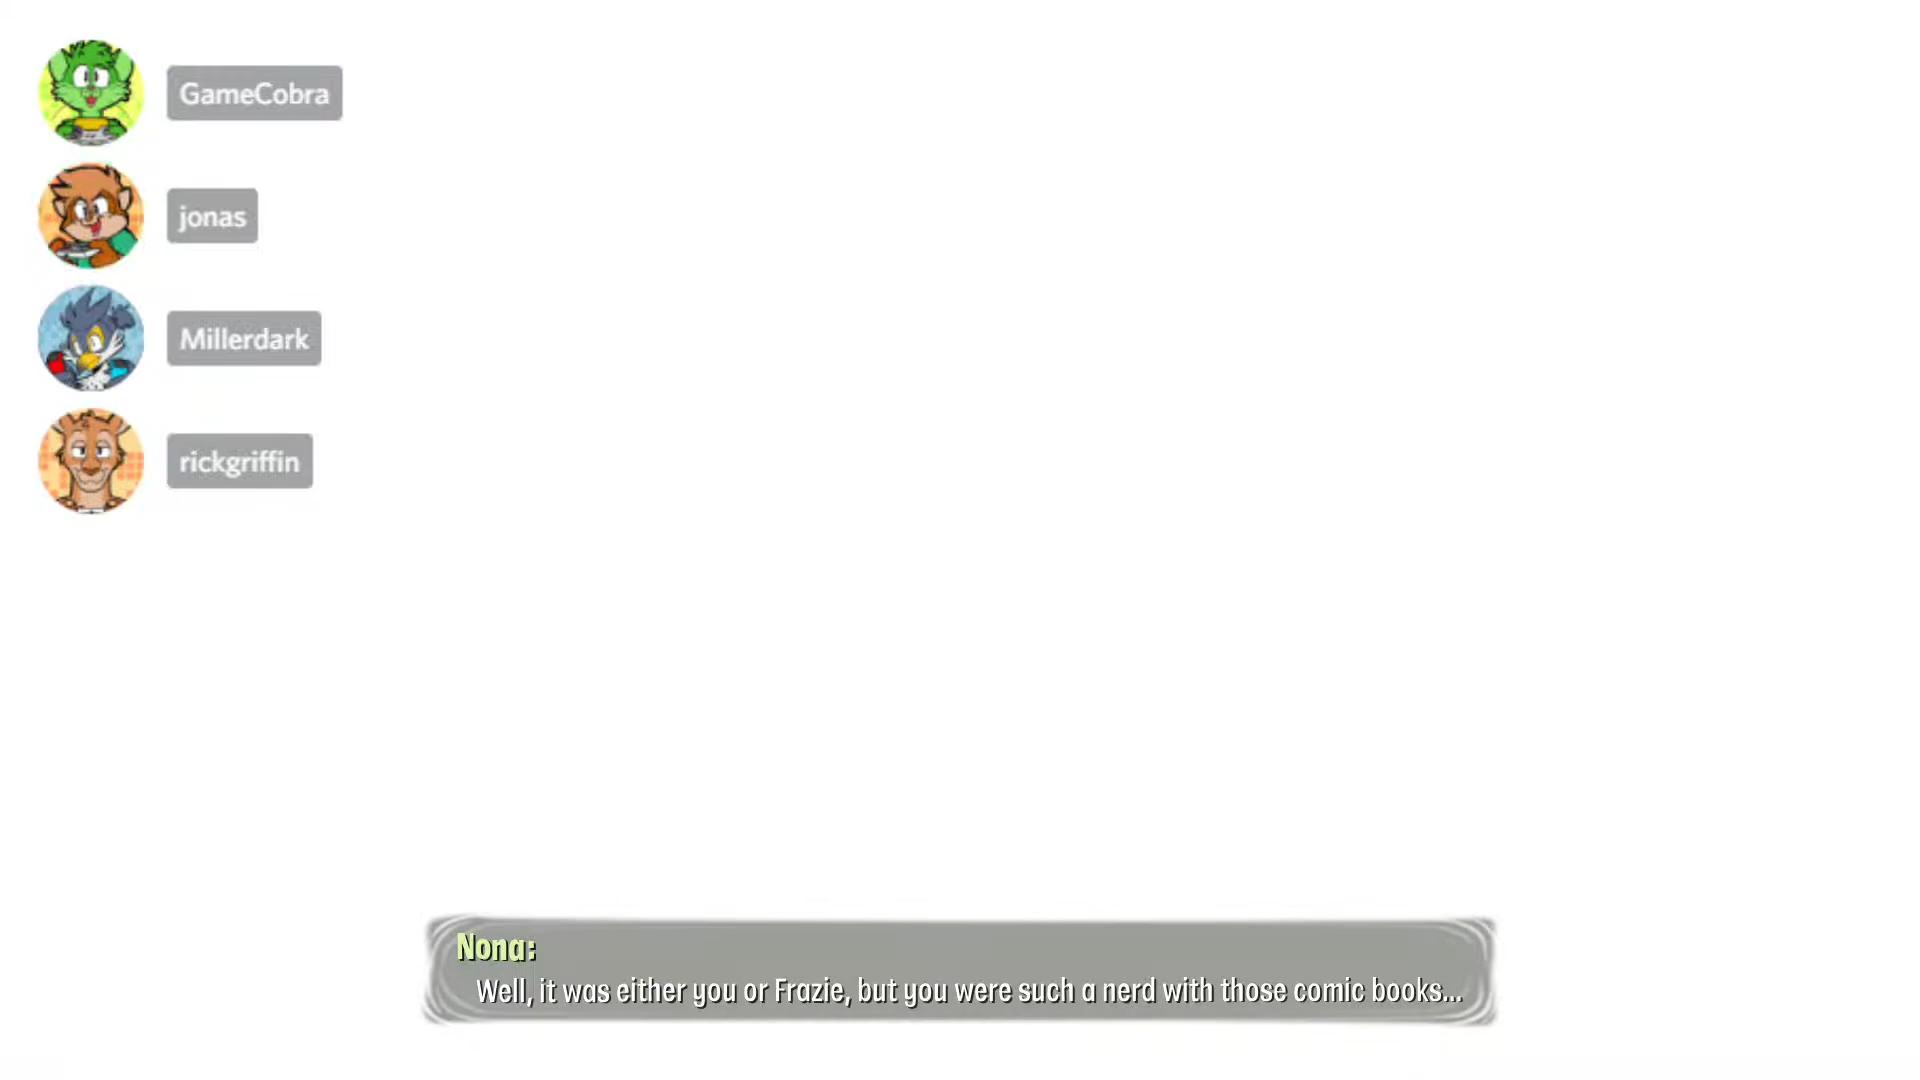 GameCobra
jonas
Millerdark
rickgriffin
Nona:
Well, it was either you or Frazie, but you were such a nerd with those comic books...